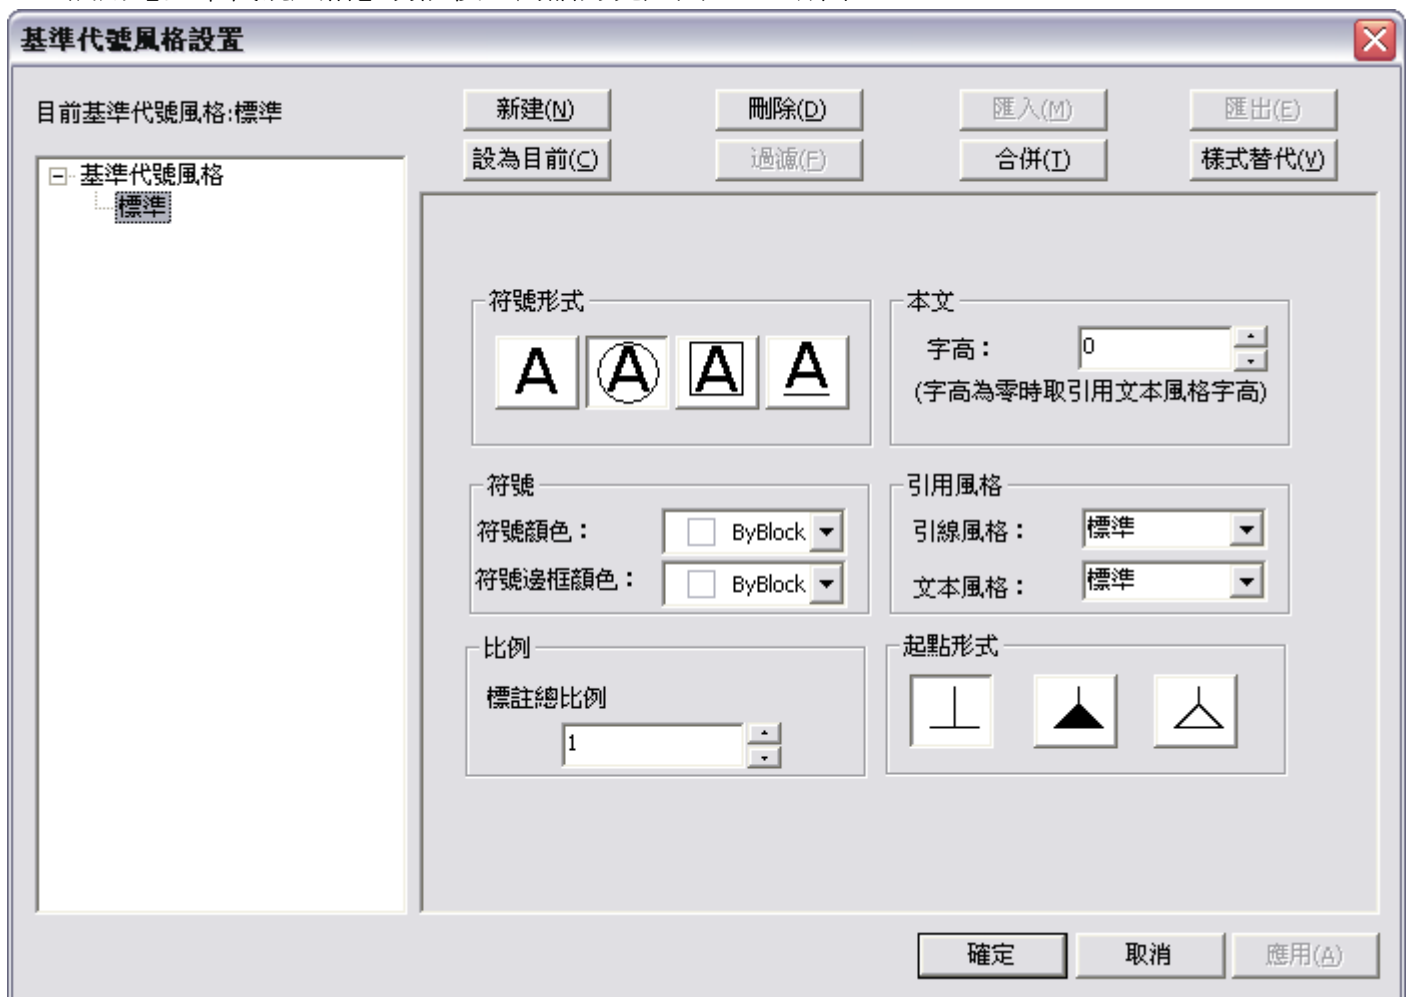 基準代號風格設置
目前基準代號風格:標準
新建(N) 刪除(D) 匯入(M) 匯出(E)
設為目前(C) 過濾(F) 合併(T) 樣式替代(V)
基準代號風格
標準
符號形式
A A A A
本文
字高：
0
(字高為零時取引用文本風格字高)
符號
符號顏色： ByBlock
符號邊框顏色： ByBlock
引用風格
引線風格： 標準
文本風格： 標準
比例
標註總比例
1
起點形式
確定 取消 應用(A)